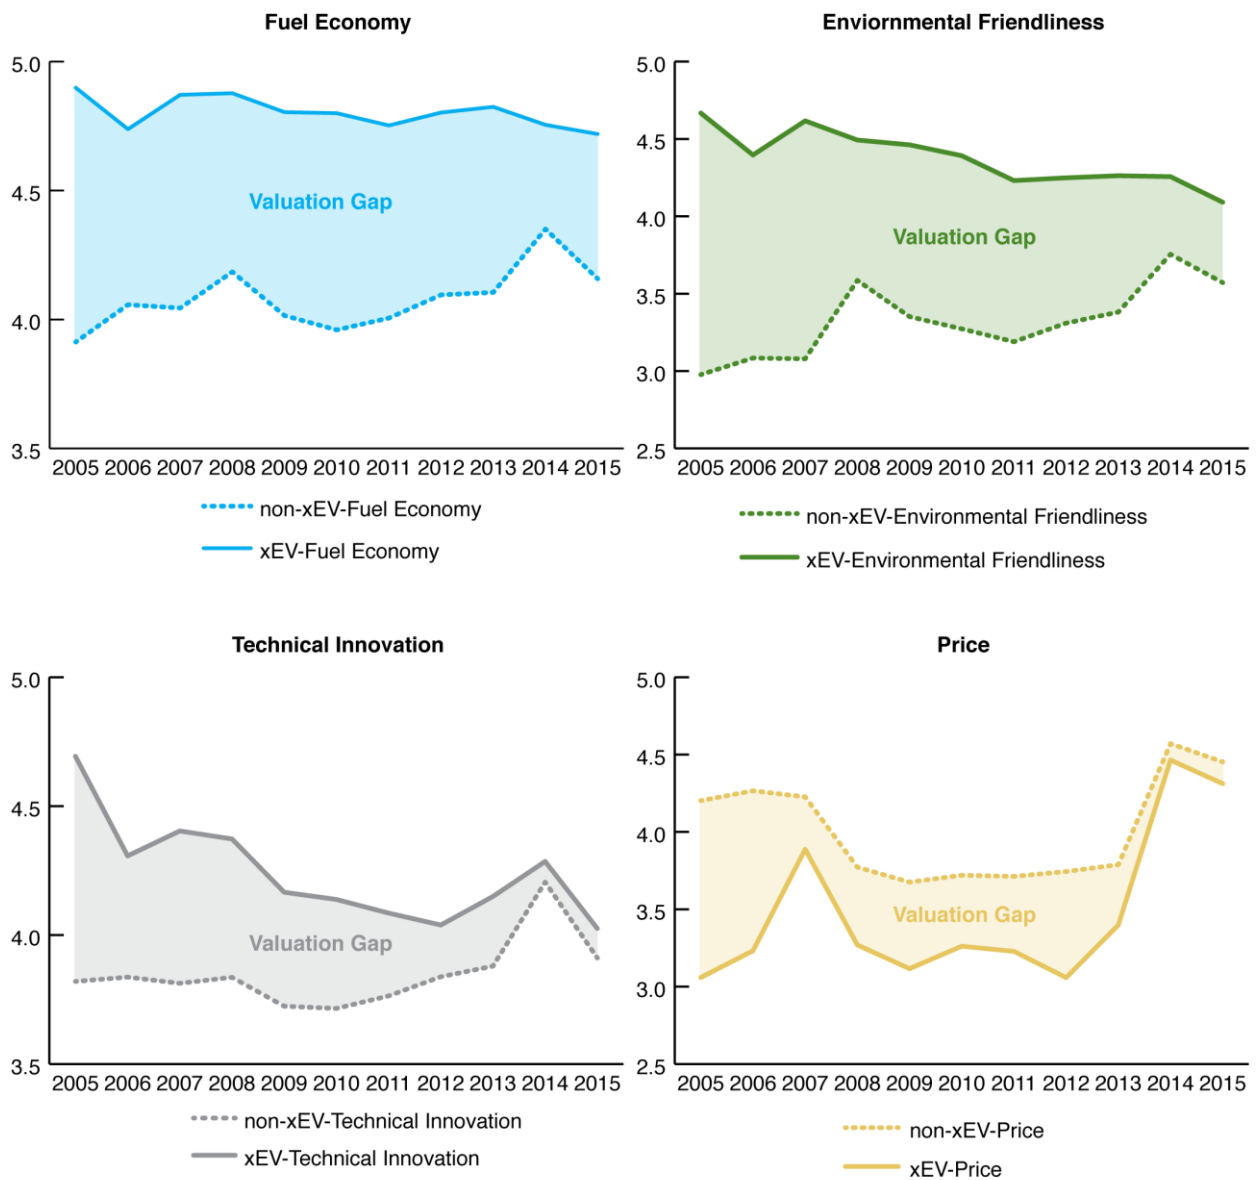 Fuel Economy
5.0
4.5
4.0
3.5
Valuation Gap
2005 2006 2007 2008 2009 2010 2011 2012 2013 2014 2015
non-xEV-Fuel Economy
xEV-Fuel Economy
Enviornmental Friendliness
5.0
4.5
4.0
3.5
3.0
2.5
Valuation Gap
2005 2006 2007 2008 2009 2010 2011 2012 2013 2014 2015
non-xEV-Environmental Friendliness
xEV-Environmental Friendliness
Technical Innovation
5.0
4.5
4.0
3.5
Valuation Gap
2005 2006 2007 2008 2009 2010 2011 2012 2013 2014 2015
non-xEV-Technical Innovation
xEV-Technical Innovation
Price
5.0
4.5
4.0
3.5
3.0
2.5
Valuation Gap
2005 2006 2007 2008 2009 2010 2011 2012 2013 2014 2015
non-xEV-Price
xEV-Price